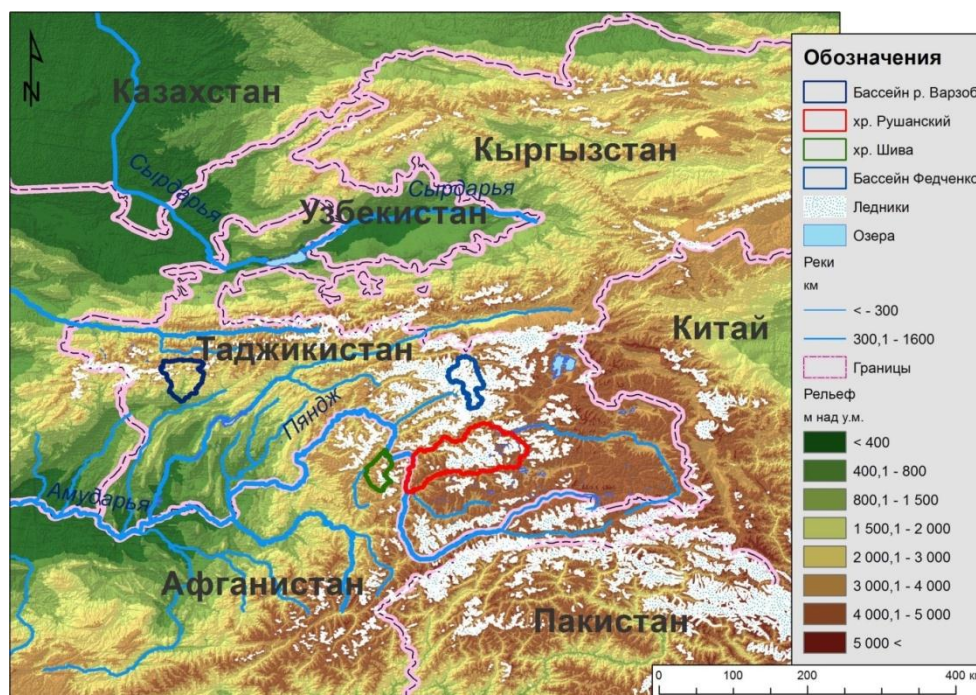 N
Казахстан
Кыргызстан
Сырдарья
Сырдарья
Узбекистан
Китай
Таджикистан
Пяндж
Амударья
Афганистан
Пакистан
Обозначения
Бассейн р. Варзоб
хр. Рушанский
хр. Шива
Бассейн Федченко
Ледники
Озера
Реки
км
< - 300
300,1 - 1600
Границы
Рельеф
м над у.м.
< 400
400,1 - 800
800,1 - 1 500
1 500,1 - 2 000
2 000,1 - 3 000
3 000,1 - 4 000
4 000,1 - 5 000
5 000 <
0 100 200 400 км